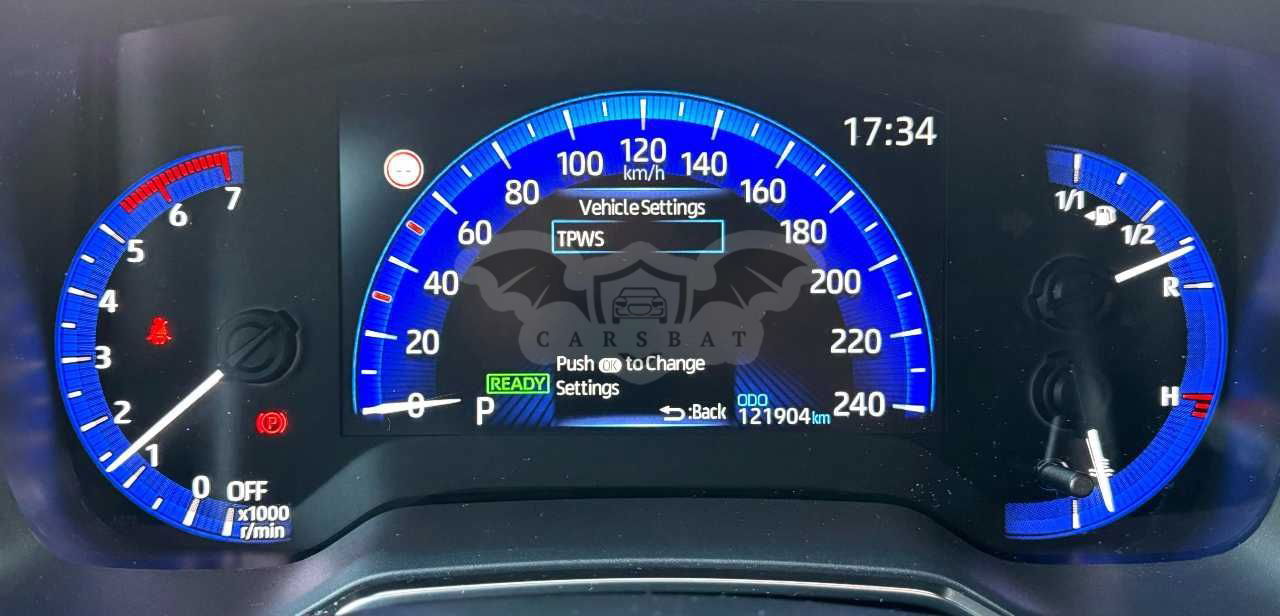 7
6
5
4
3
2
1
0
OFF
x1000
r/min
(P)
--
17:34
0
20
40
60
80
100
120
km/h
140
160
180
200
220
240
Vehicle Settings
TPWS
CARSBAT
Push OK to Change
Settings
:Back
READY
P
ODO
121904 km
1/1
1/2
R
H